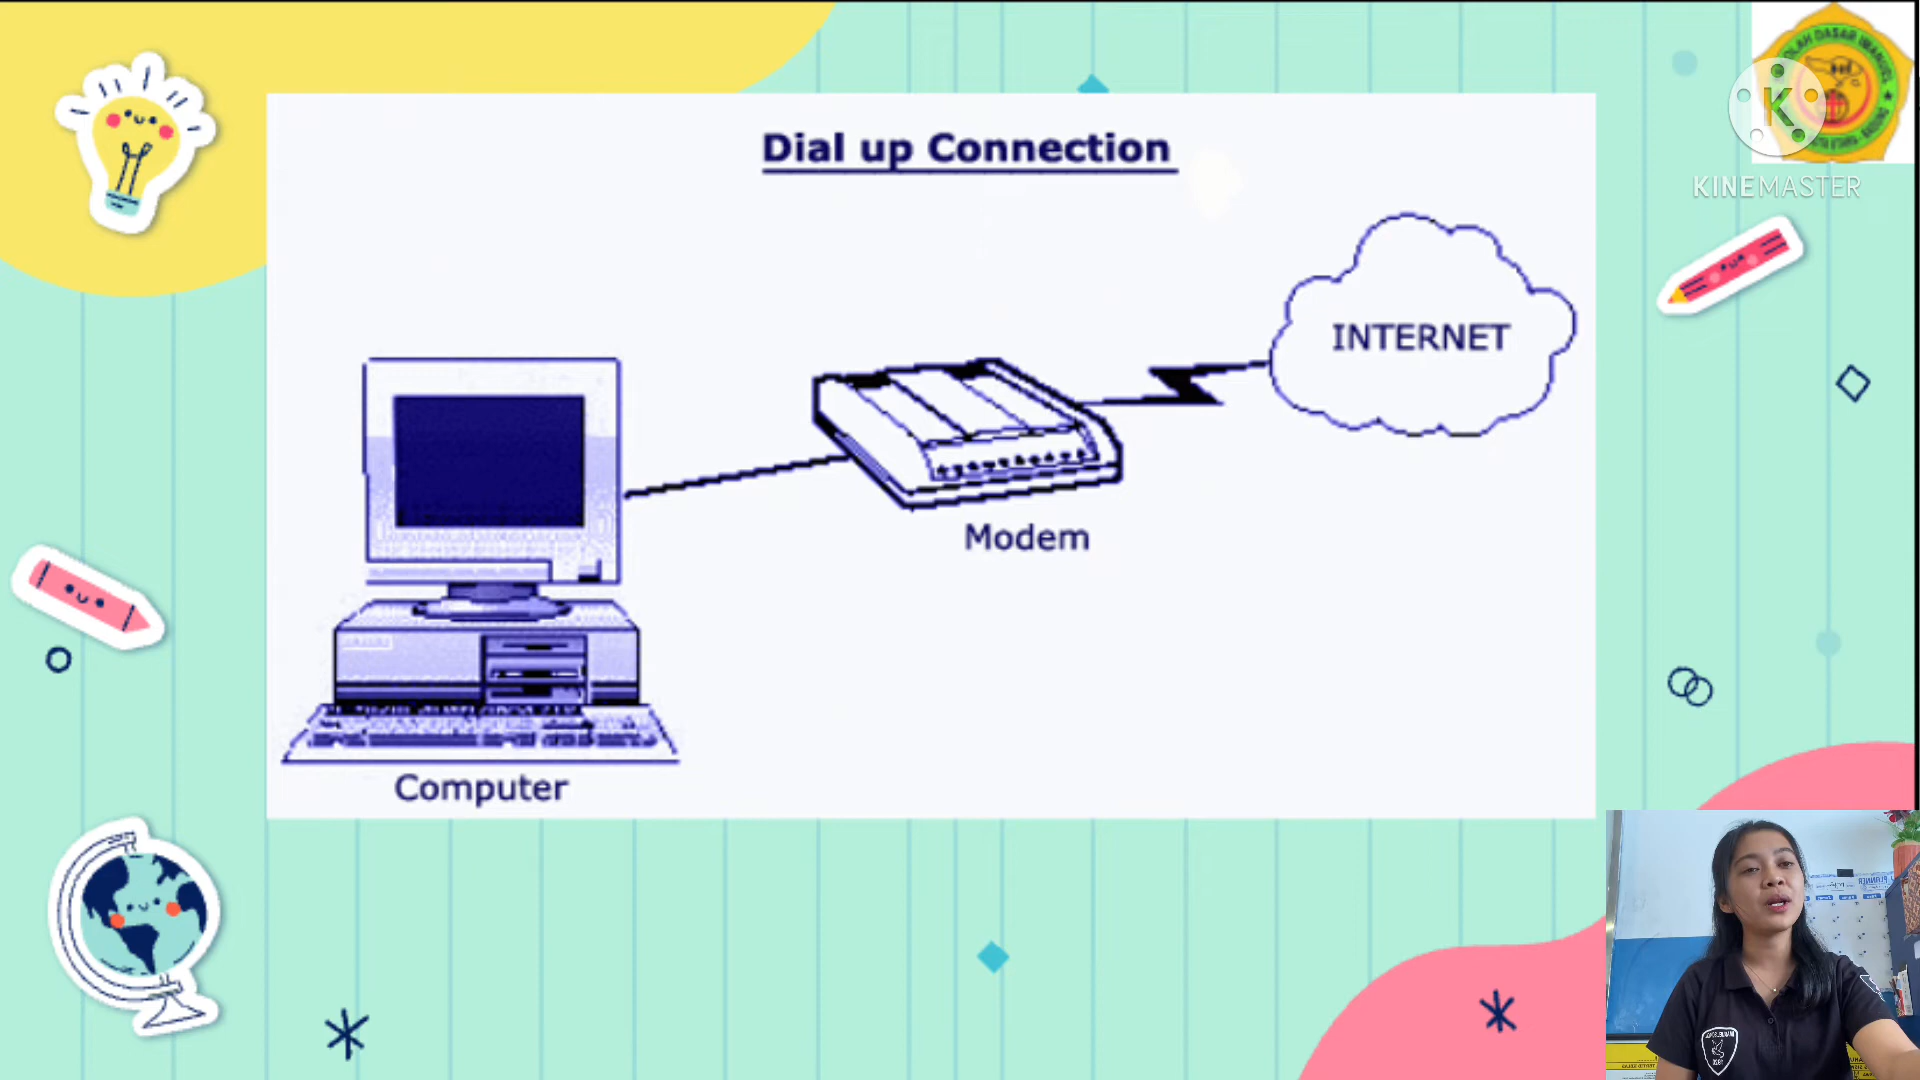 Dial up Connection
KINEMASTER
INTERNET
Modem
Computer